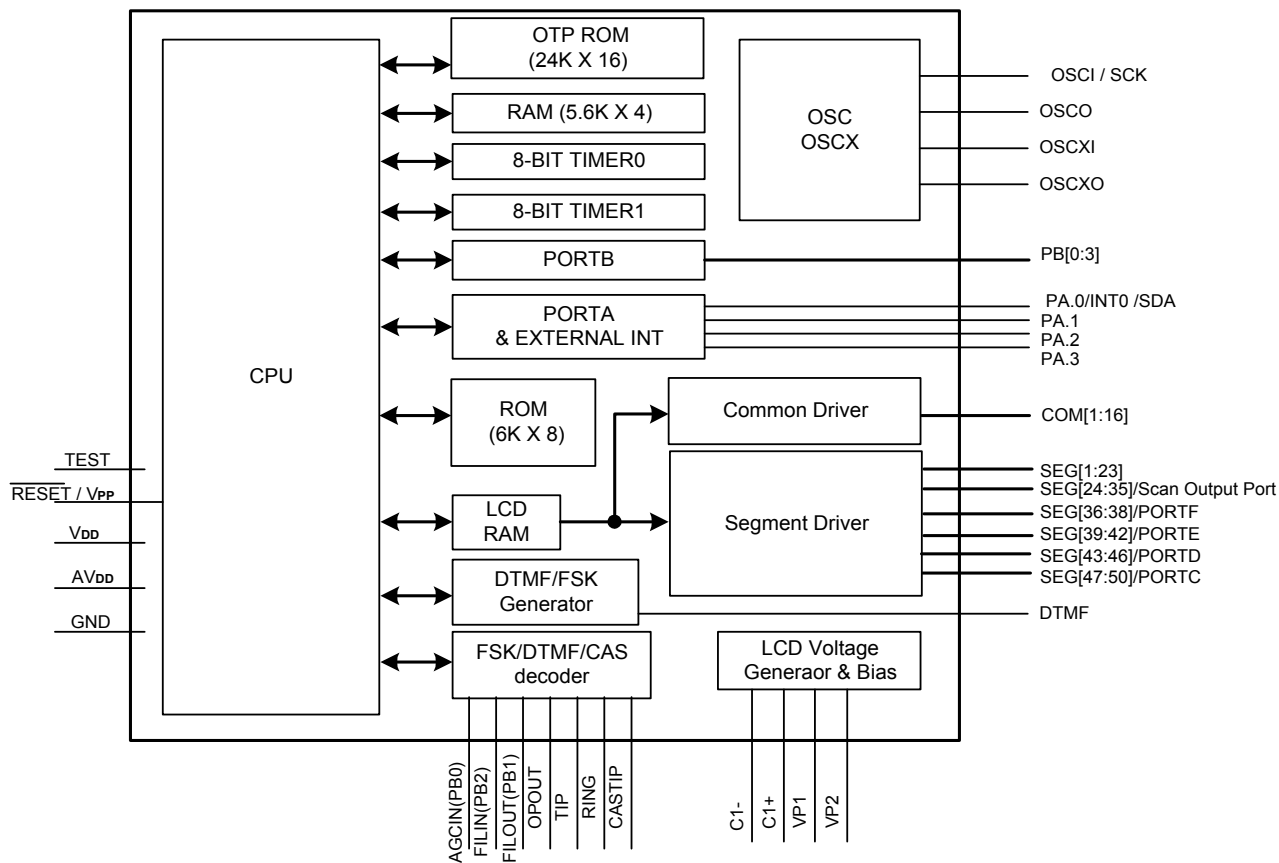 OTP ROM
(24K X 16)
RAM (5.6K X 4)
8-BIT TIMER0
8-BIT TIMER1
PORTB
PORTA
& EXTERNAL INT
CPU
ROM
(6K X 8)
LCD
RAM
DTMF/FSK
Generator
FSK/DTMF/CAS
decoder
OSC
OSCX
Common Driver
Segment Driver
LCD Voltage
Generaor & Bias
OSCI / SCK
OSCO
OSCXI
OSCXO
PB[0:3]
PA.0/INT0 /SDA
PA.1
PA.2
PA.3
COM[1:16]
SEG[1:23]
SEG[24:35]/Scan Output Port
SEG[36:38]/PORTF
SEG[39:42]/PORTE
SEG[43:46]/PORTD
SEG[47:50]/PORTC
DTMF
TEST
RESET / VPP
VDD
AVDD
GND
AGCIN(PB0)
FILIN(PB2)
FILOUT(PB1)
OPOUT
TIP
RING
CASTIP
C1-
C1+
VP1
VP2